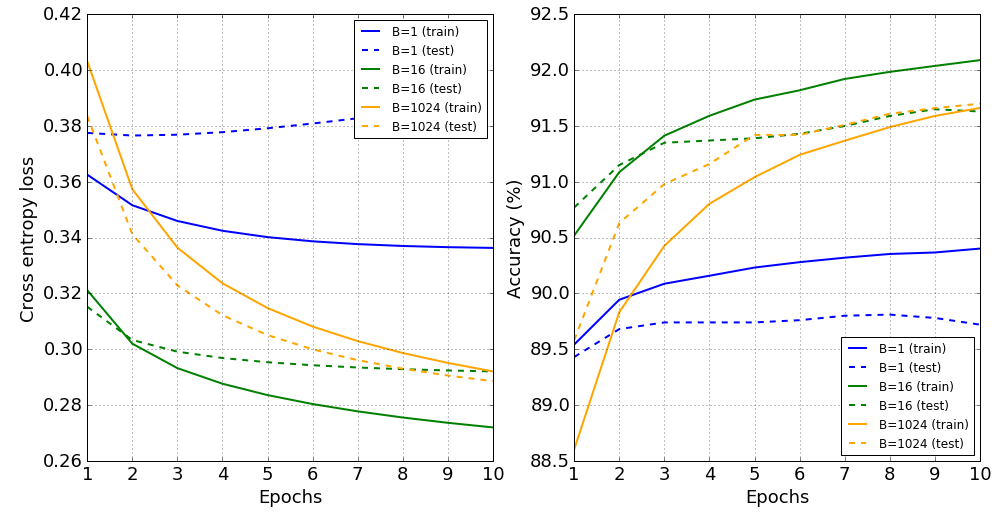 0.42
0.40
0.38
0.36
0.34
0.32
0.30
0.28
0.26
Cross entropy loss
1 2 3 4 5 6 7 8 9 10
Epochs
B=1 (train)
B=1 (test)
B=16 (train)
B=16 (test)
B=1024 (train)
B=1024 (test)
92.5
92.0
91.5
91.0
90.5
90.0
89.5
89.0
88.5
Accuracy (%)
1 2 3 4 5 6 7 8 9 10
Epochs
B=1 (train)
B=1 (test)
B=16 (train)
B=16 (test)
B=1024 (train)
B=1024 (test)